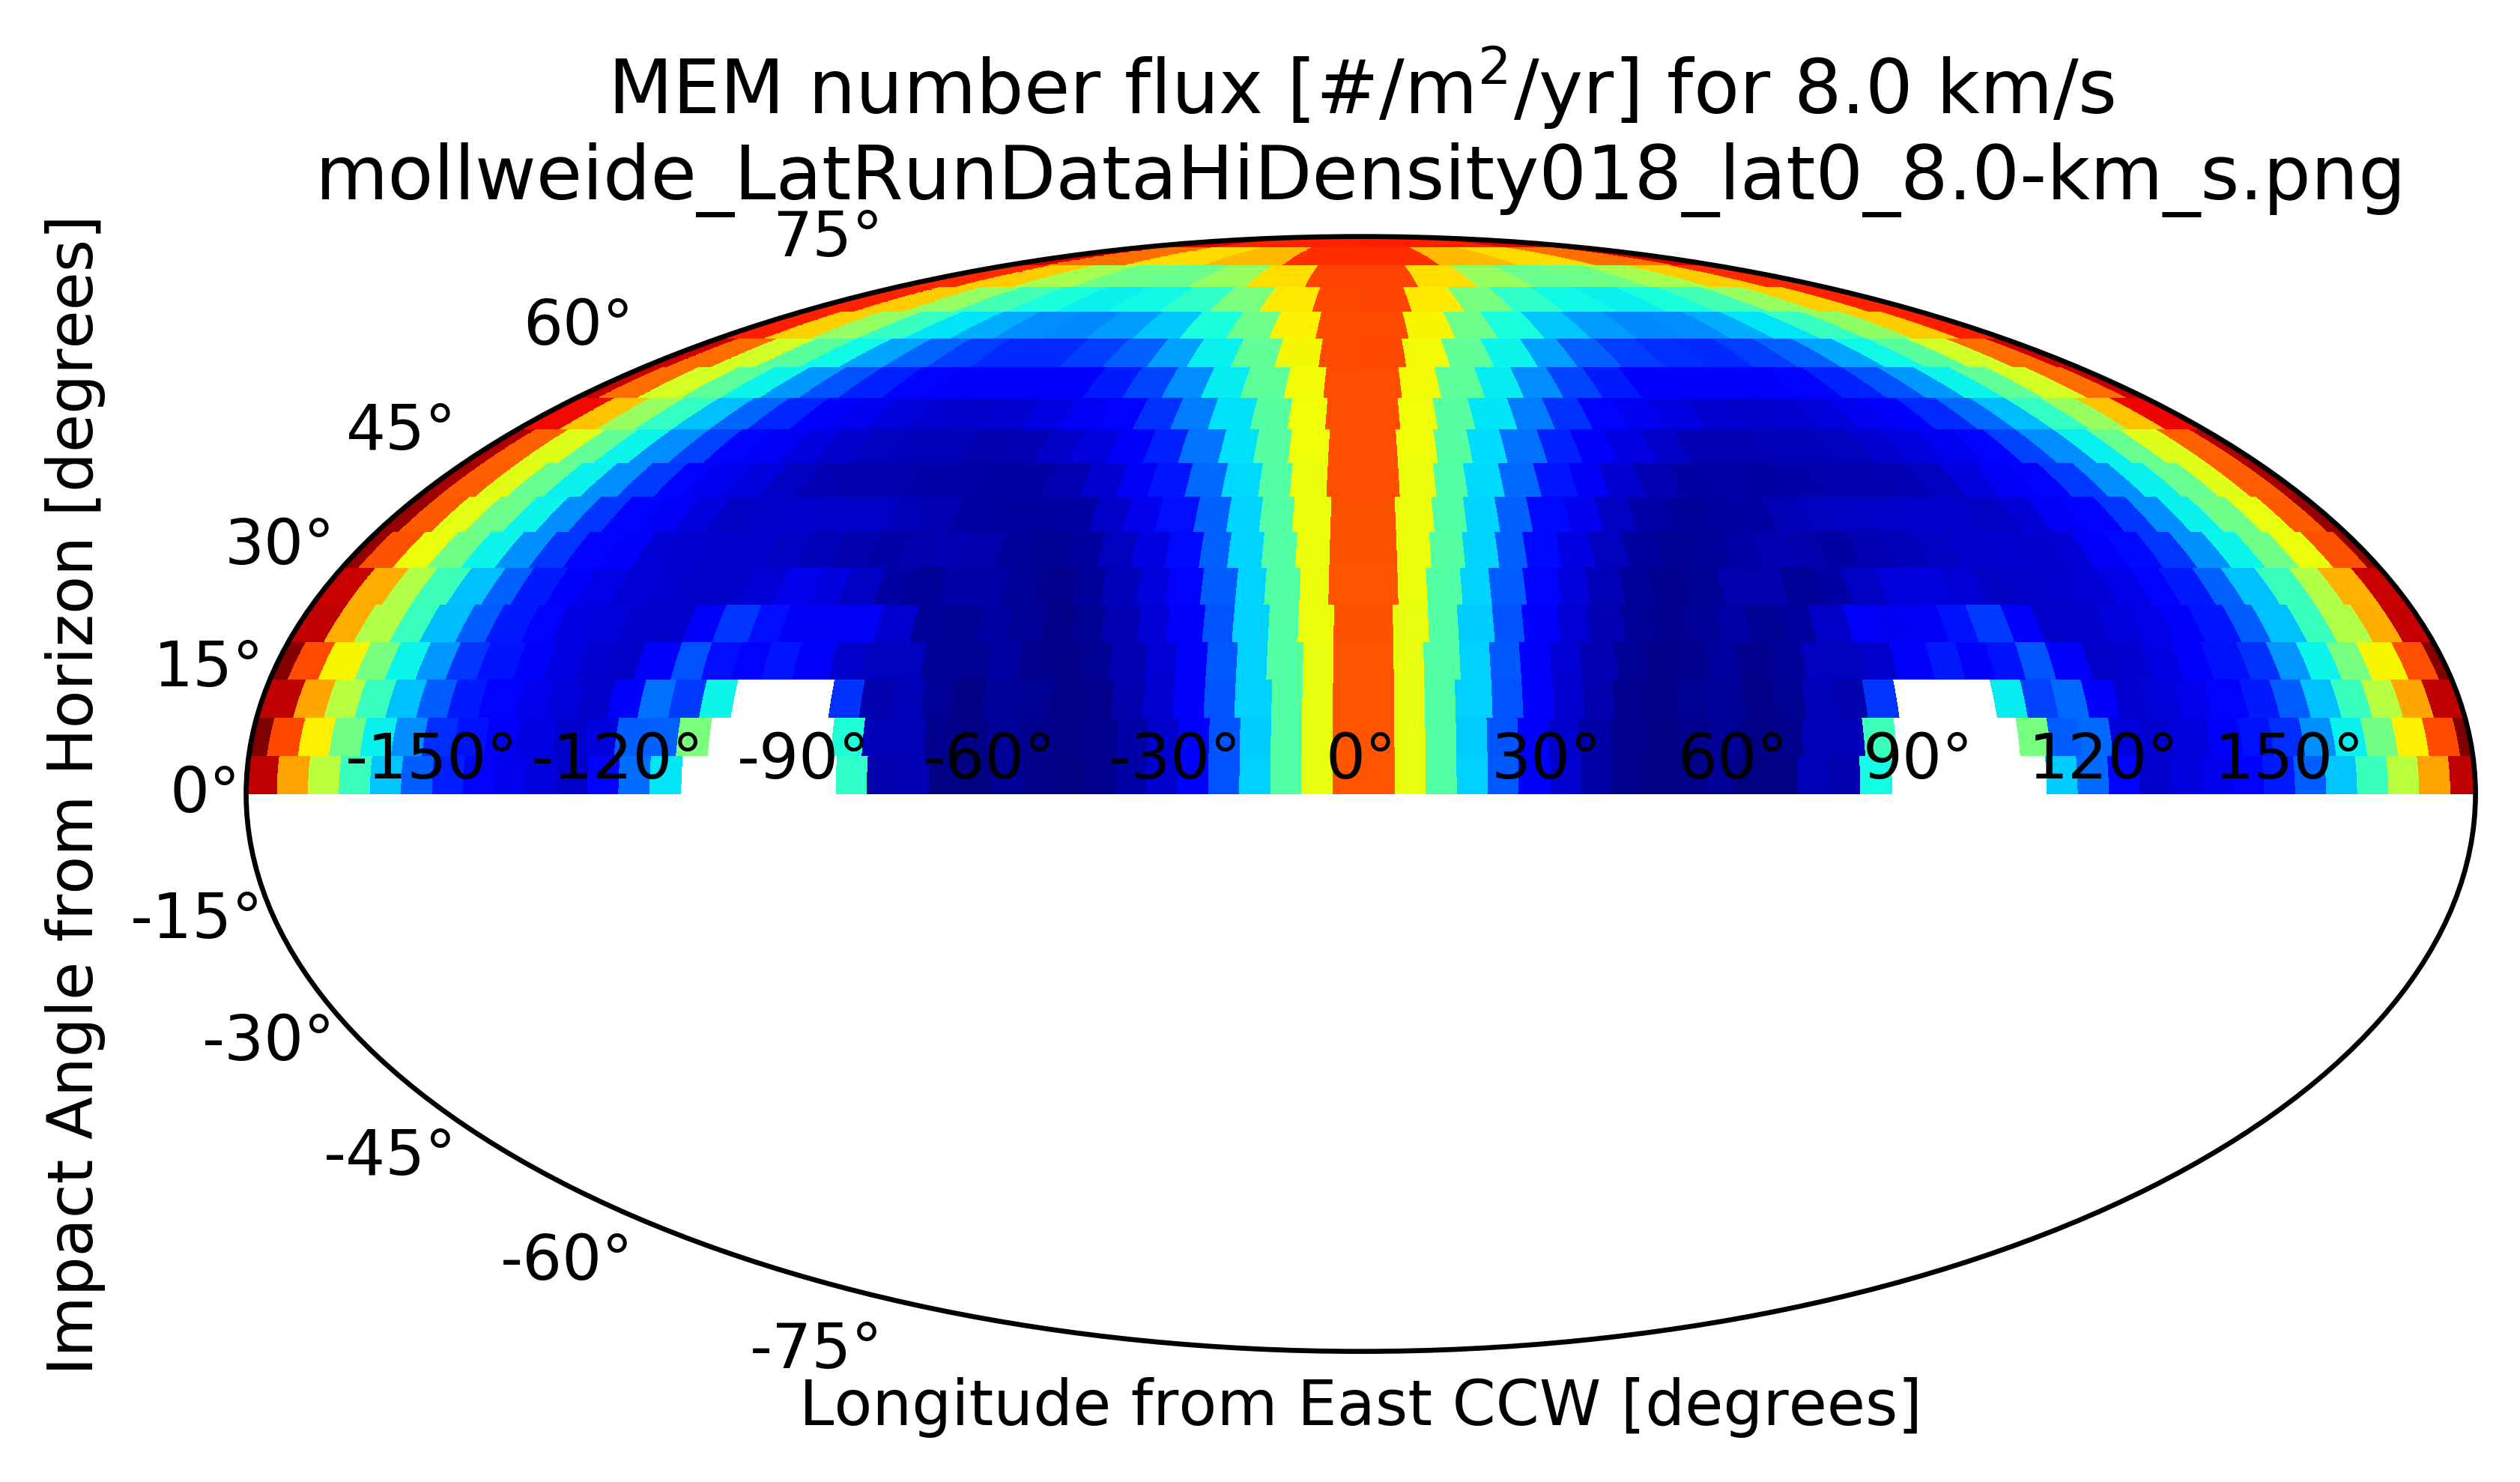 MEM number flux [#/m²/yr] for 8.0 km/s
mollweide_LatRunDataHiDensity018_lat0_8.0-km_s.png
Impact Angle from Horizon [degrees]
75°
60°
45°
30°
15°
0°
-15°
-30°
-45°
-60°
-75°
-150° -120° -90° -60° -30° 0° 30° 60° 90° 120° 150°
Longitude from East CCW [degrees]